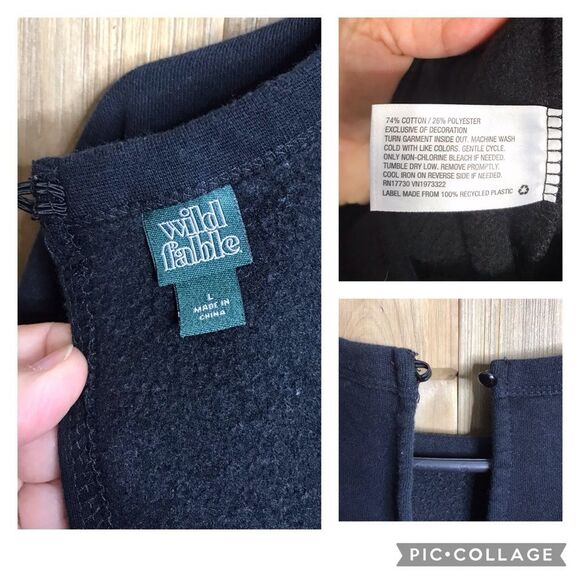 wild
fable
L
MADE IN
CHINA
74% COTTON / 26% POLYESTER
EXCLUSIVE OF DECORATION
TURN GARMENT INSIDE OUT. MACHINE WASH
COLD WITH LIKE COLORS. GENTLE CYCLE.
ONLY NON-CHLORINE BLEACH IF NEEDED.
TUMBLE DRY LOW. REMOVE PROMPTLY.
COOL IRON ON REVERSE SIDE IF NEEDED.
RN17730 VN1973322
LABEL MADE FROM 100% RECYCLED PLASTIC
PIC•COLLAGE